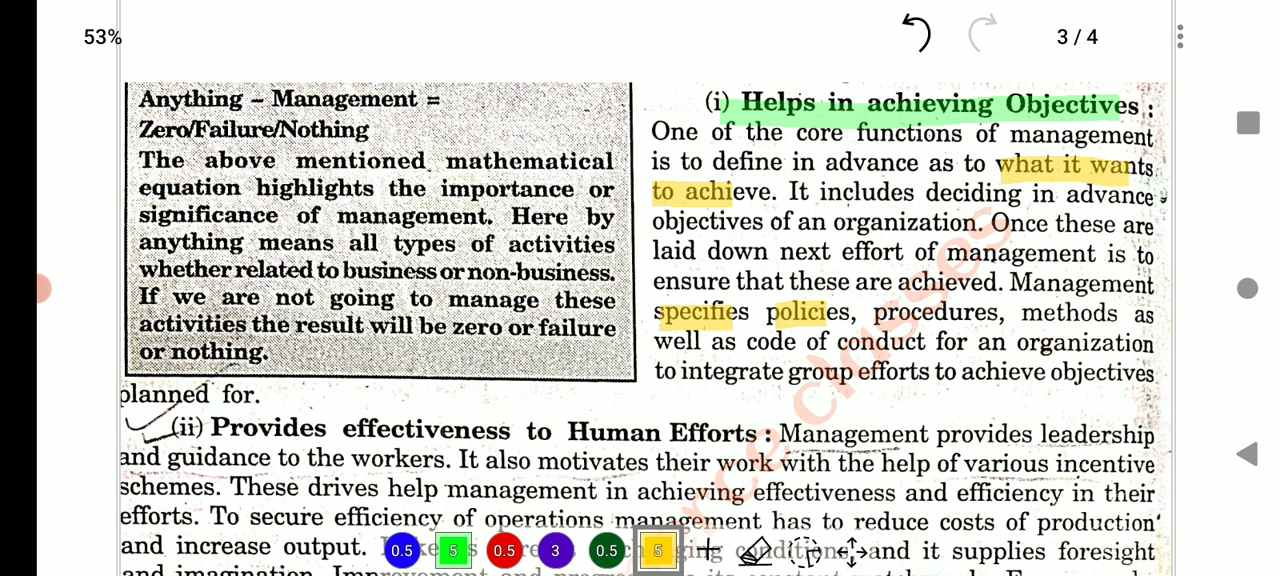 53%
3 / 4
Anything – Management =
Zero/Failure/Nothing
The above mentioned mathematical
equation highlights the importance or
significance of management. Here by
anything means all types of activities
whether related to business or non-business.
If we are not going to manage these
activities the result will be zero or failure
or nothing.
(i) Helps in achieving Objectives :
One of the core functions of management
is to define in advance as to what it wants
to achieve. It includes deciding in advance
objectives of an organization. Once these are
laid down next effort of management is to
ensure that these are achieved. Management
specifies policies, procedures, methods as
well as code of conduct for an organization
to integrate group efforts to achieve objectives
planned for.
(ii) Provides effectiveness to Human Efforts : Management provides leadership
and guidance to the workers. It also motivates their work with the help of various incentive
schemes. These drives help management in achieving effectiveness and efficiency in their
efforts. To secure efficiency of operations management has to reduce costs of production
and increase output. conditions and it supplies foresight
and imagination.
classes
0.5 5 0.5 3 0.5 5